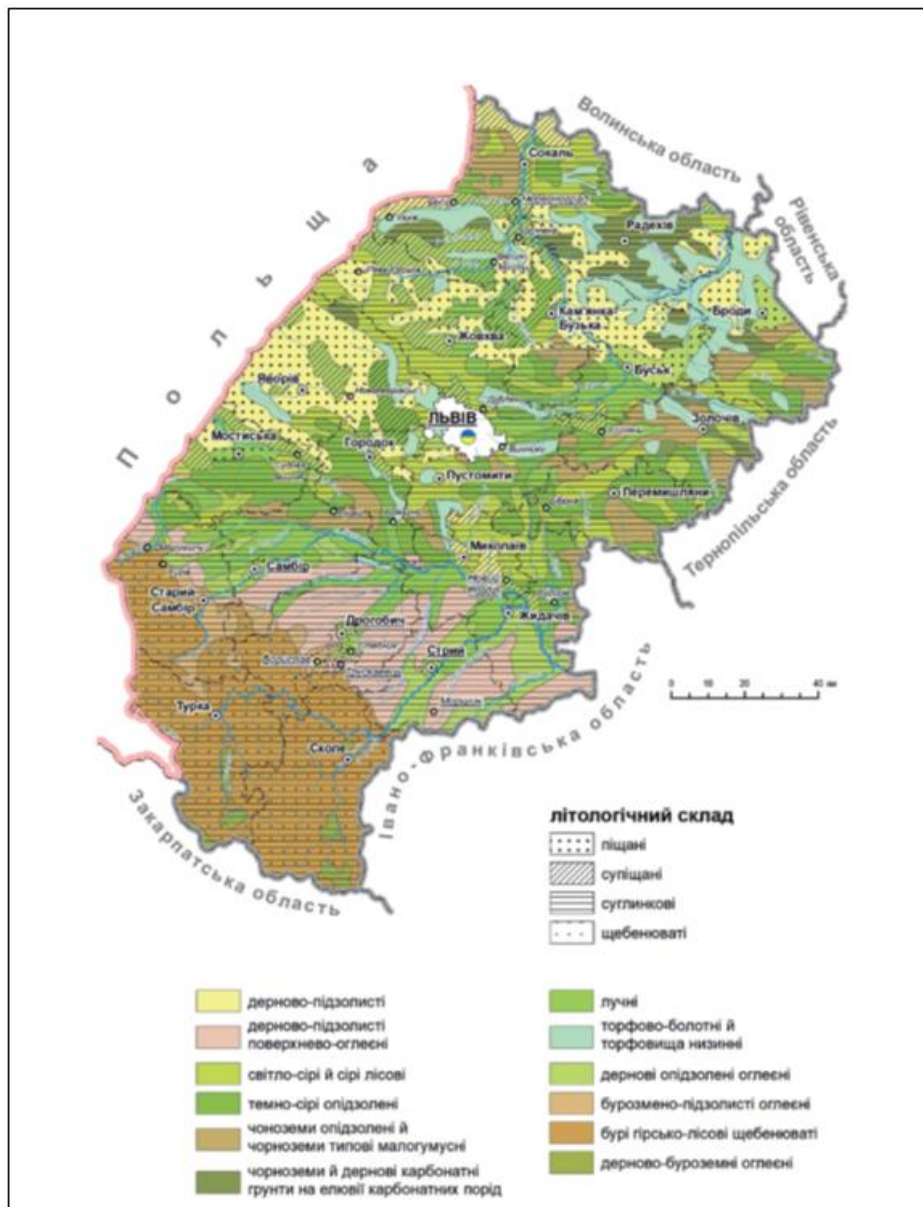 Волинська область
Рівенська
область
Польща
Сокаль
Радехів
Кам'янка-
Бузька
Броди
Жовква
Буськ
Яворів
ЛЬВІВ
Золочів
Мостиська
Городок
Пустомити
Перемишляни
Тернопільська область
Миколаїв
Самбір
Старий
Самбір
Жидачів
Дрогобич
Борислав
Стрий
Турка
Сколе
Івано-Франківська область
Закарпатська область
0 10 20 40 км
літологічний склад
піщані
супіщані
суглинкові
щебенюваті
дерново-підзолисті
дерново-підзолисті
поверхнево-оглеєні
світло-сірі й сірі лісові
темно-сірі опідзолені
чоноземи опідзолені й
чорноземи типові малогумусні
чорноземи й дернові карбонатні
грунти на елювії карбонатних порід
лучні
торфово-болотні й
торфовища низинні
дернові опідзолені оглеєні
бурозмено-підзолисті оглеєні
бурі гірсько-лісові щебенюваті
дерново-буроземні оглеєні